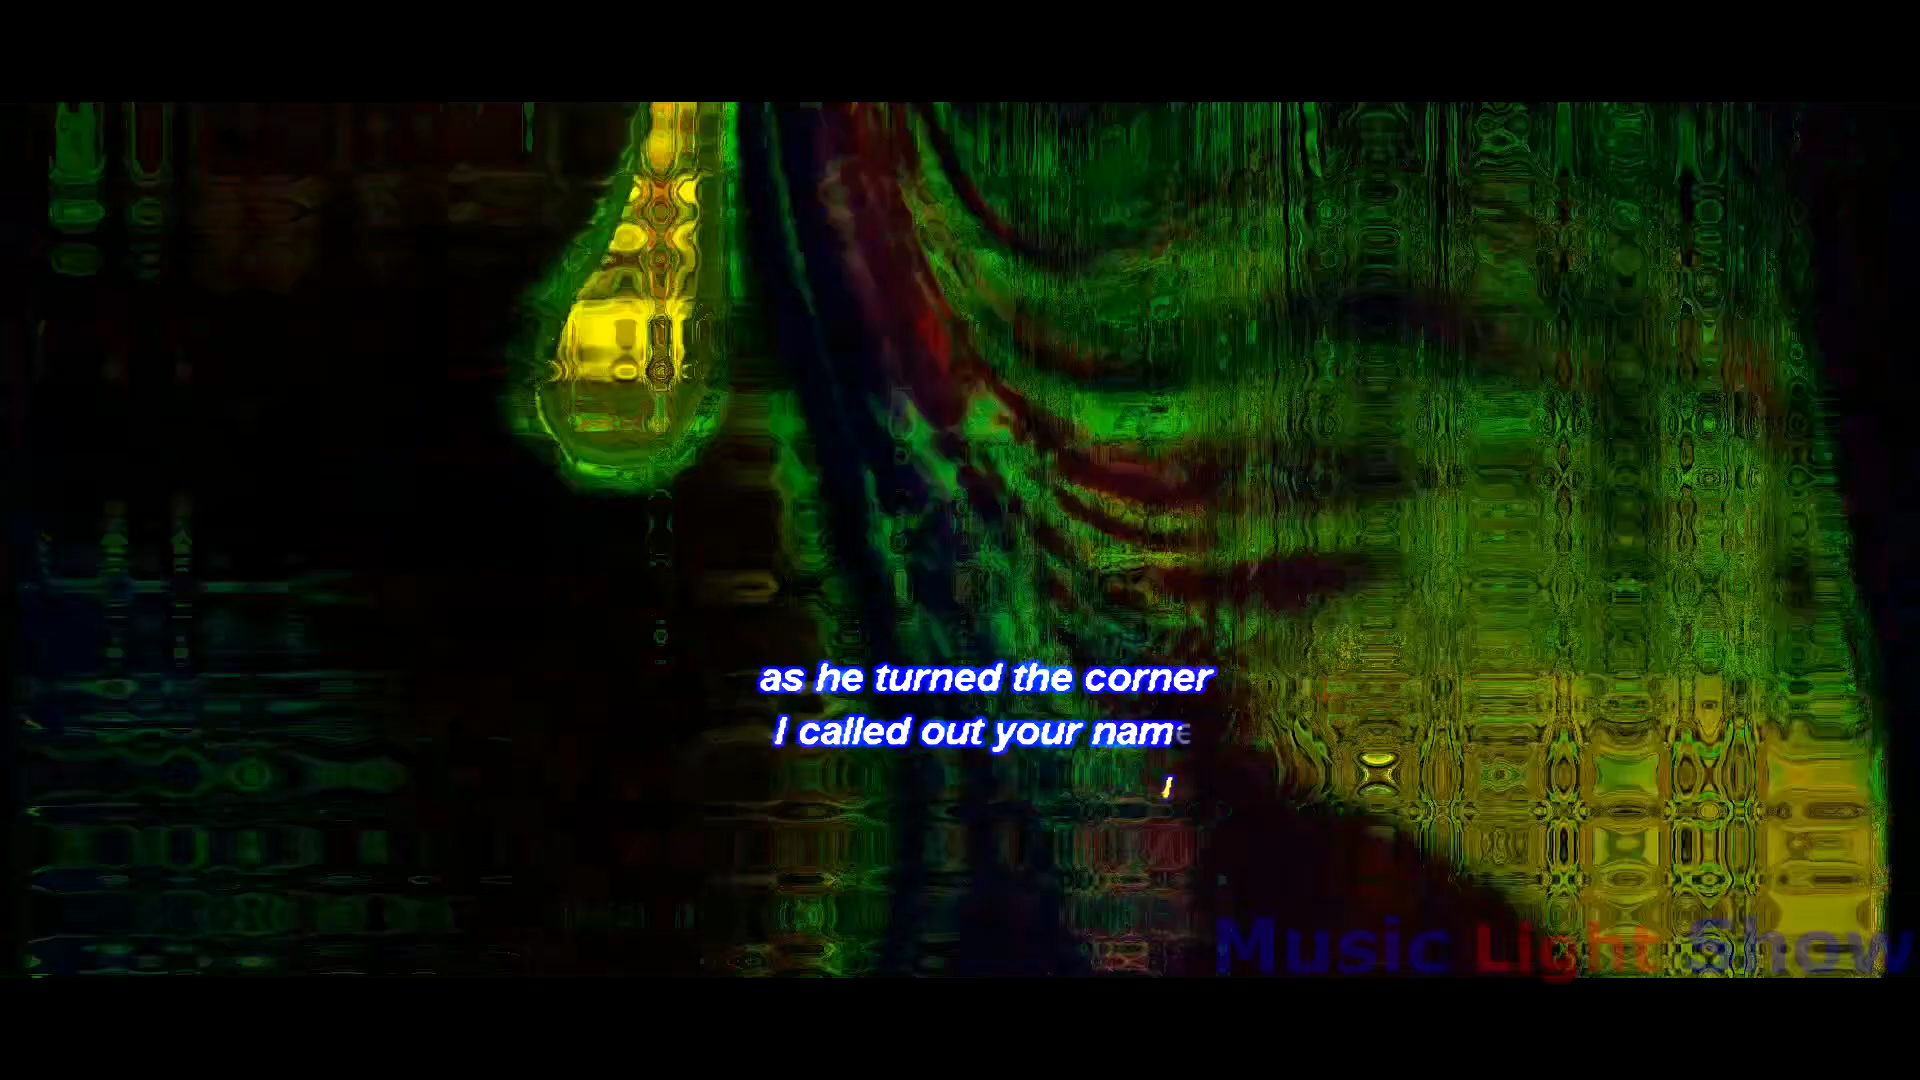 as he turned the corner
I called out your name
Music Light Show